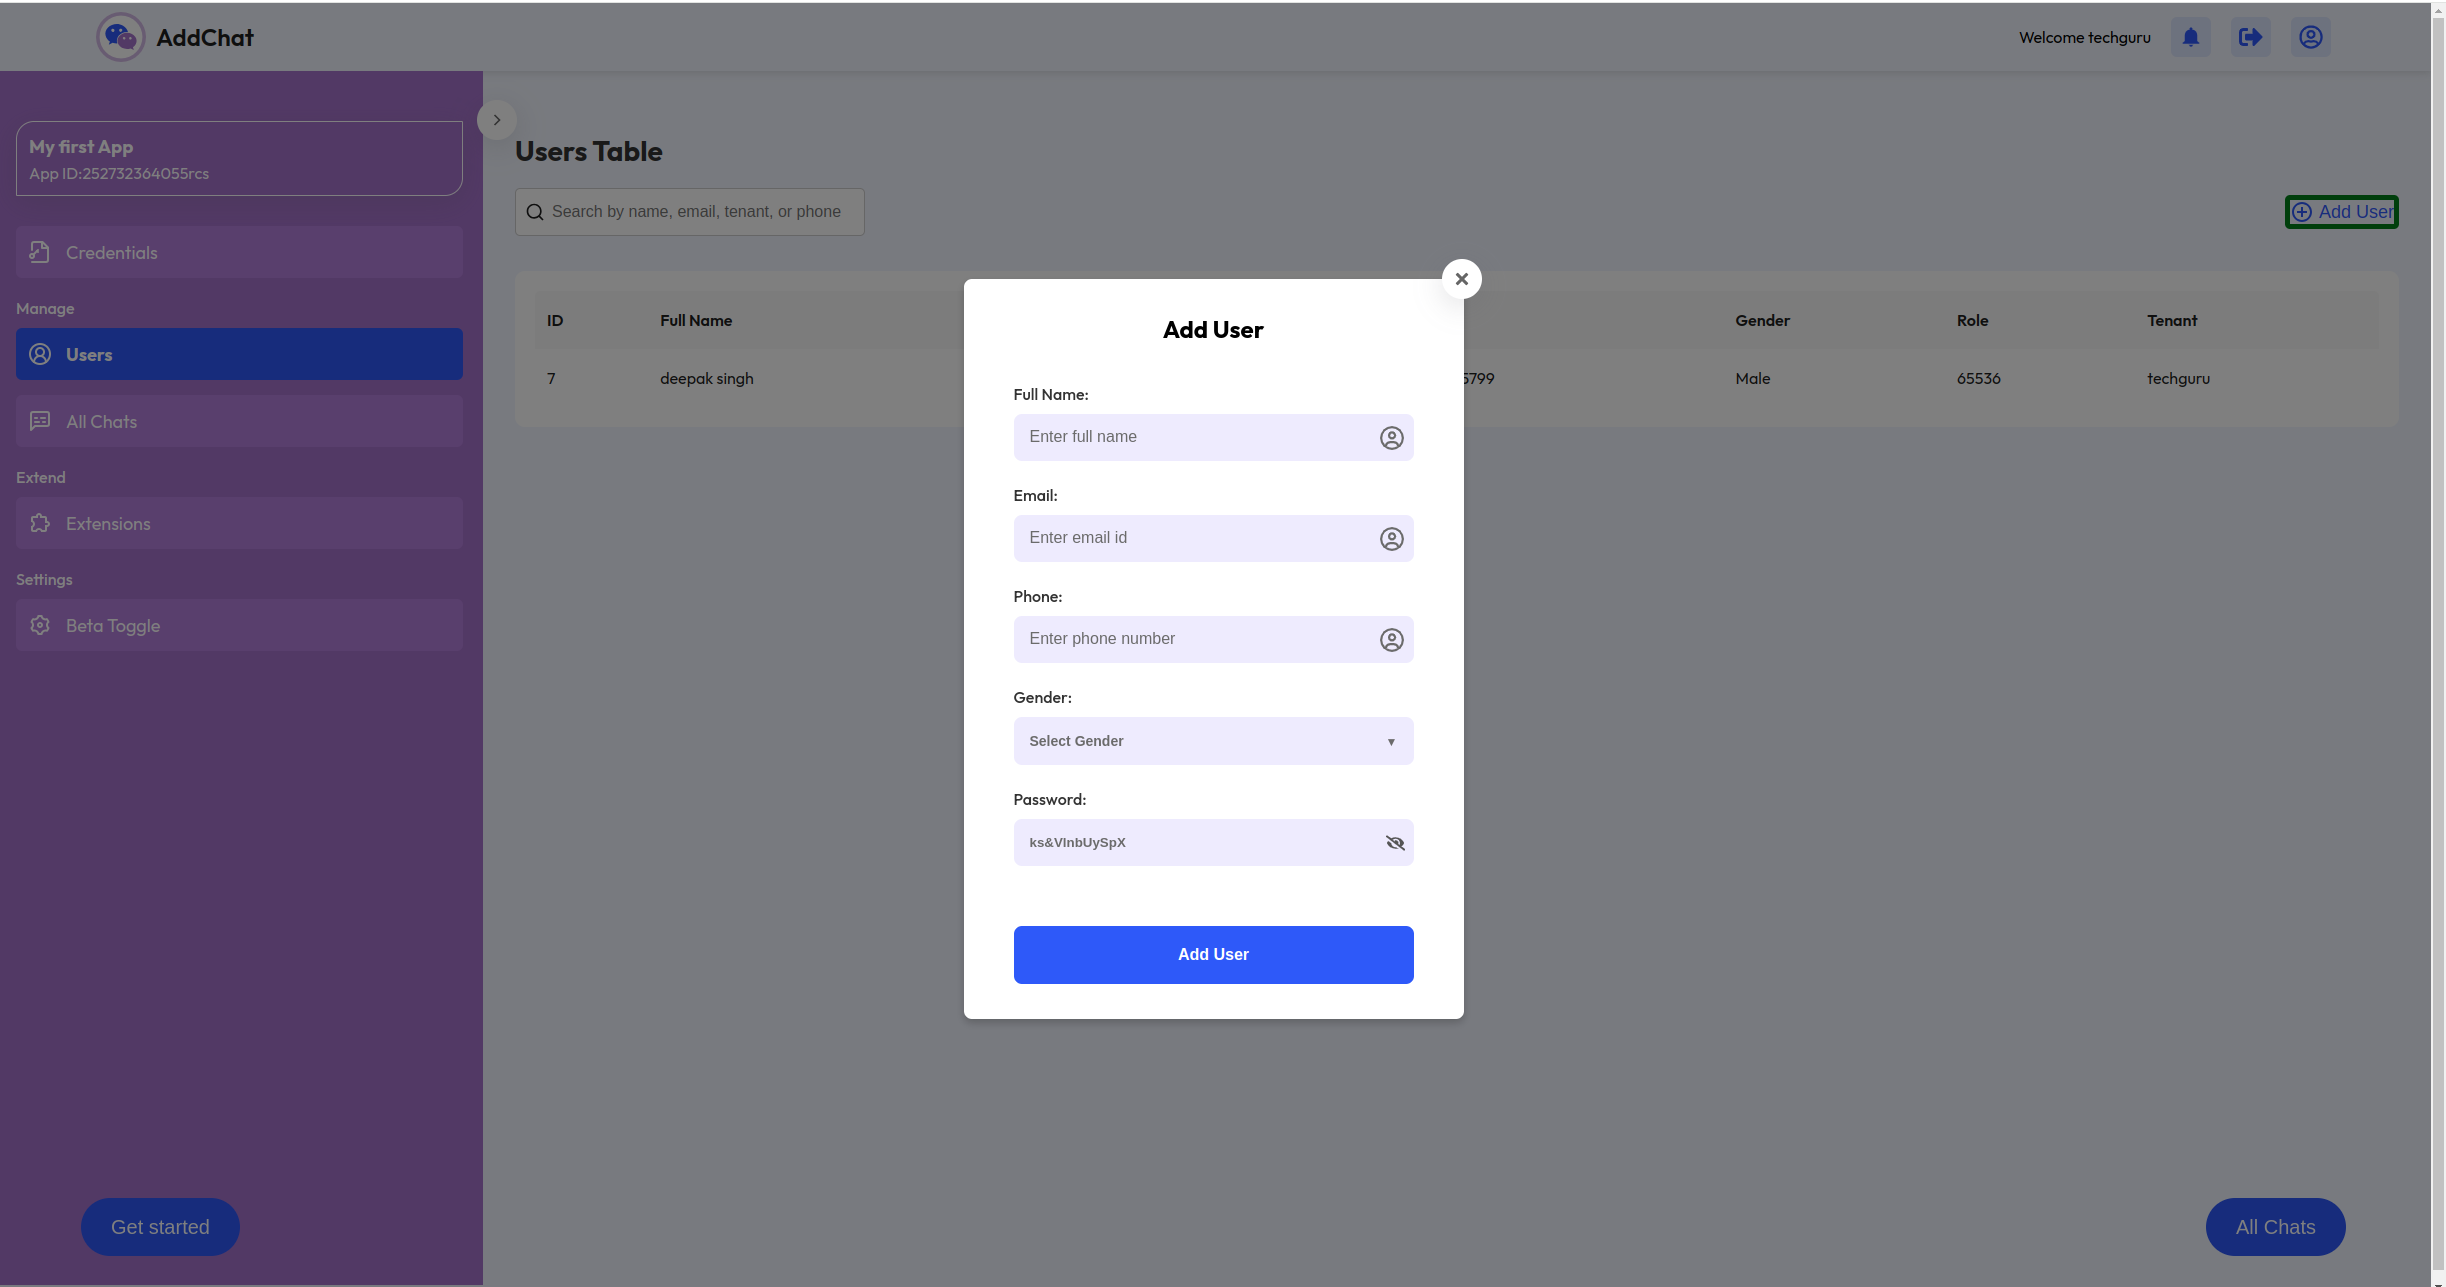 AddChat
Welcome techguru
My first App
App ID:252732364055rcs
Credentials
Manage
Users
All Chats
Extend
Extensions
Settings
Beta Toggle
Get started
Users Table
Search by name, email, tenant, or phone
Add User
ID Full Name Gender Role Tenant
7 deepak singh 5799 Male 65536 techguru
Add User
Full Name:
Enter full name
Email:
Enter email id
Phone:
Enter phone number
Gender:
Select Gender
Password:
Add User
All Chats